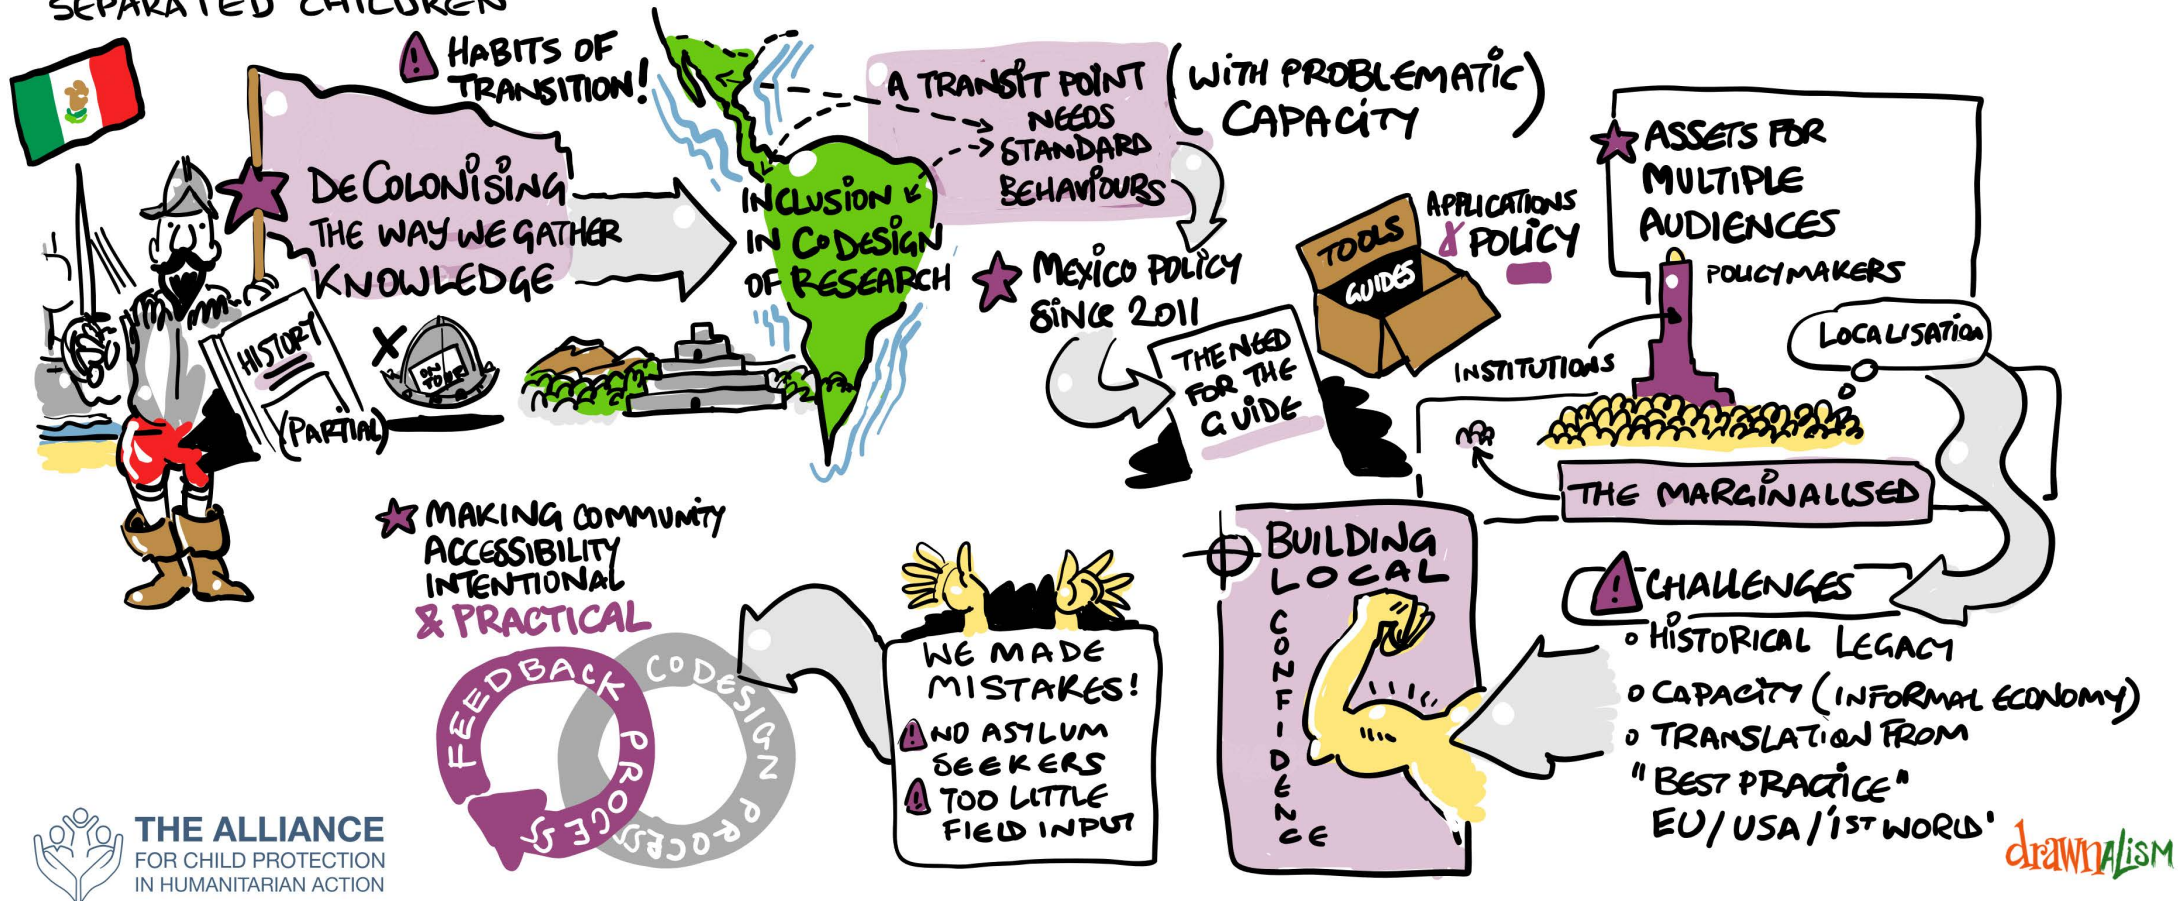 SEPARATED CHILDREN
HABITS OF
TRANSITION!
DECOLONISING
THE WAY WE GATHER
KNOWLEDGE
HISTORY
(PARTIAL)
ON
TOUR
INCLUSION
IN CODESIGN
OF RESEARCH
A TRANSIT POINT
NEEDS
STANDARD
BEHAVIOURS
(WITH PROBLEMATIC
CAPACITY)
MEXICO POLICY
SINCE 2011
THE NEED
FOR THE
GUIDE
TOOLS
GUIDES
APPLICATIONS
& POLICY
ASSETS FOR
MULTIPLE
AUDIENCES
POLICYMAKERS
INSTITUTIONS
LOCALISATION
THE MARGINALISED
CHALLENGES
o HISTORICAL LEGACY
o CAPACITY (INFORMAL ECONOMY)
o TRANSLATION FROM
"BEST PRACTICE"
EU/USA/1ST WORLD'
BUILDING
LOCAL
CONFIDENCE
WE MADE
MISTAKES!
NO ASYLUM
SEEKERS
TOO LITTLE
FIELD INPUT
MAKING COMMUNITY
ACCESSIBILITY
INTENTIONAL
& PRACTICAL
FEEDBACK PROCESS
CODESIGN PROCESS
THE ALLIANCE
FOR CHILD PROTECTION
IN HUMANITARIAN ACTION
drawnalism